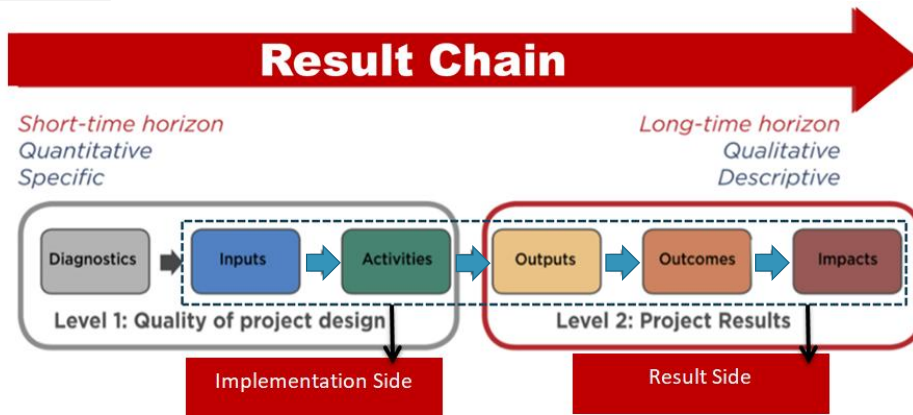 Result Chain
Short-time horizon
Quantitative
Specific
Long-time horizon
Qualitative
Descriptive
Diagnostics
Inputs
Activities
Outputs
Outcomes
Impacts
Level 1: Quality of project design
Level 2: Project Results
Implementation Side
Result Side